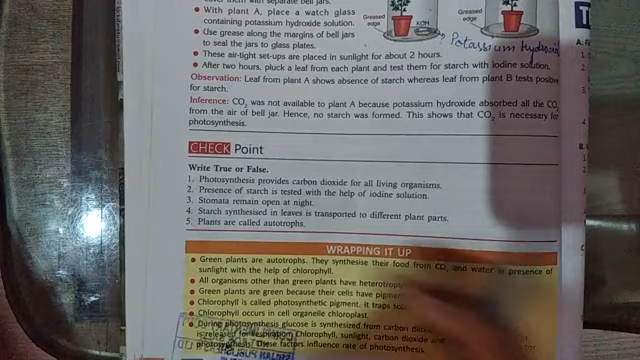 • With plant A, place a watch glass
containing potassium hydroxide solution.
• Use grease along the margins of bell jars
to seal the jars to glass plates.
Greased
edge
KOH
Greased
edge
Potassium hydroxide
• These air-tight set-ups are placed in sunlight for about 2 hours.
• After two hours, pluck a leaf from each plant and test them for starch with iodine solution.
Observation: Leaf from plant A shows absence of starch whereas leaf from plant B tests positive
for starch.
Inference: CO₂ was not available to plant A because potassium hydroxide absorbed all the CO₂
from the air of bell jar. Hence, no starch was formed. This shows that CO₂ is necessary for
photosynthesis.
CHECK Point
Write True or False.
1. Photosynthesis provides carbon dioxide for all living organisms.
2. Presence of starch is tested with the help of iodine solution.
3. Stomata remain open at night.
4. Starch synthesised in leaves is transported to different plant parts.
5. Plants are called autotrophs.
WRAPPING IT UP
• Green plants are autotrophs. They synthesise their food from CO₂ and water in presence of
sunlight with the help of chlorophyll.
• All organisms other than green plants have
• Green plants are green because their cells have
• Chlorophyll is called photosynthetic pigment. It traps
• Chlorophyll occurs in cell organelle chloroplast
• During photosynthesis glucose is synthesized from carbon
is released Chlorophyll, sunlight, carbon dioxide and
photosynthesis. These factors influence rate of photosynthesis.